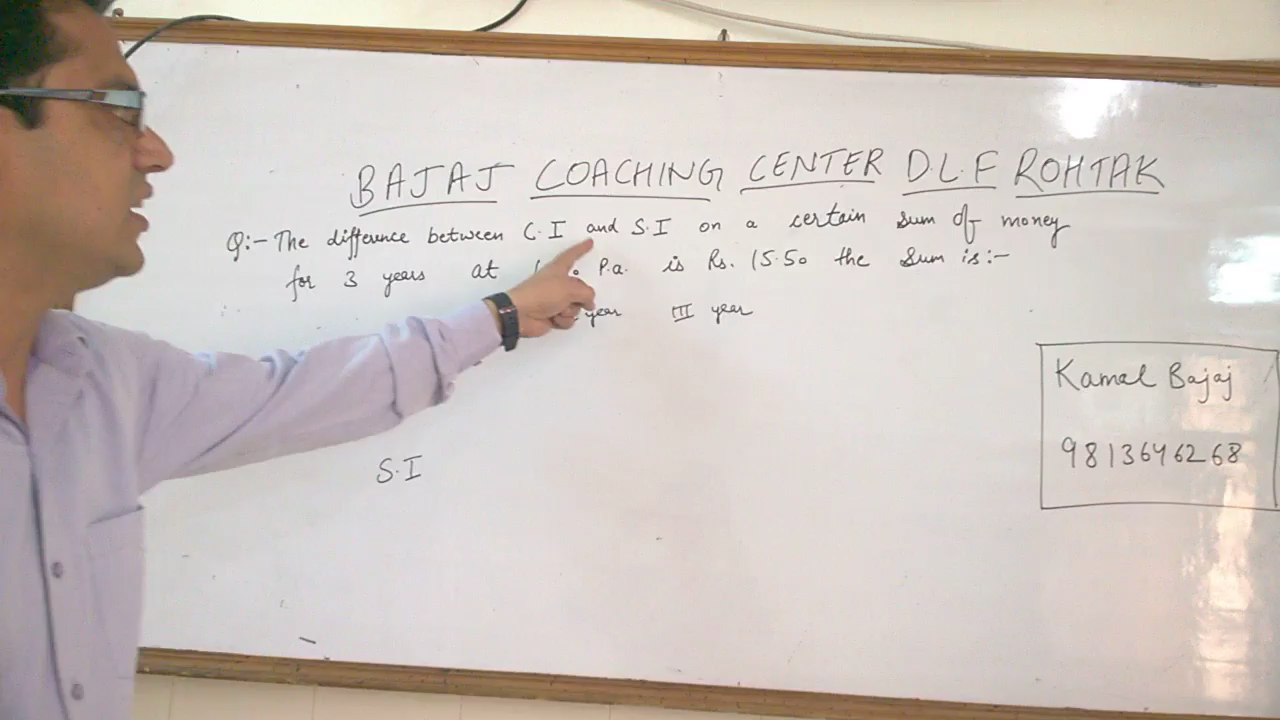 BAJAJ COACHING CENTER D.L.F ROHTAK
Q:- The difference between C.I and S.I on a certain sum of money
for 3 years at P.a. is Rs. 15.50 the sum is:-
year III year
Kamal Bajaj
9813646268
S.I